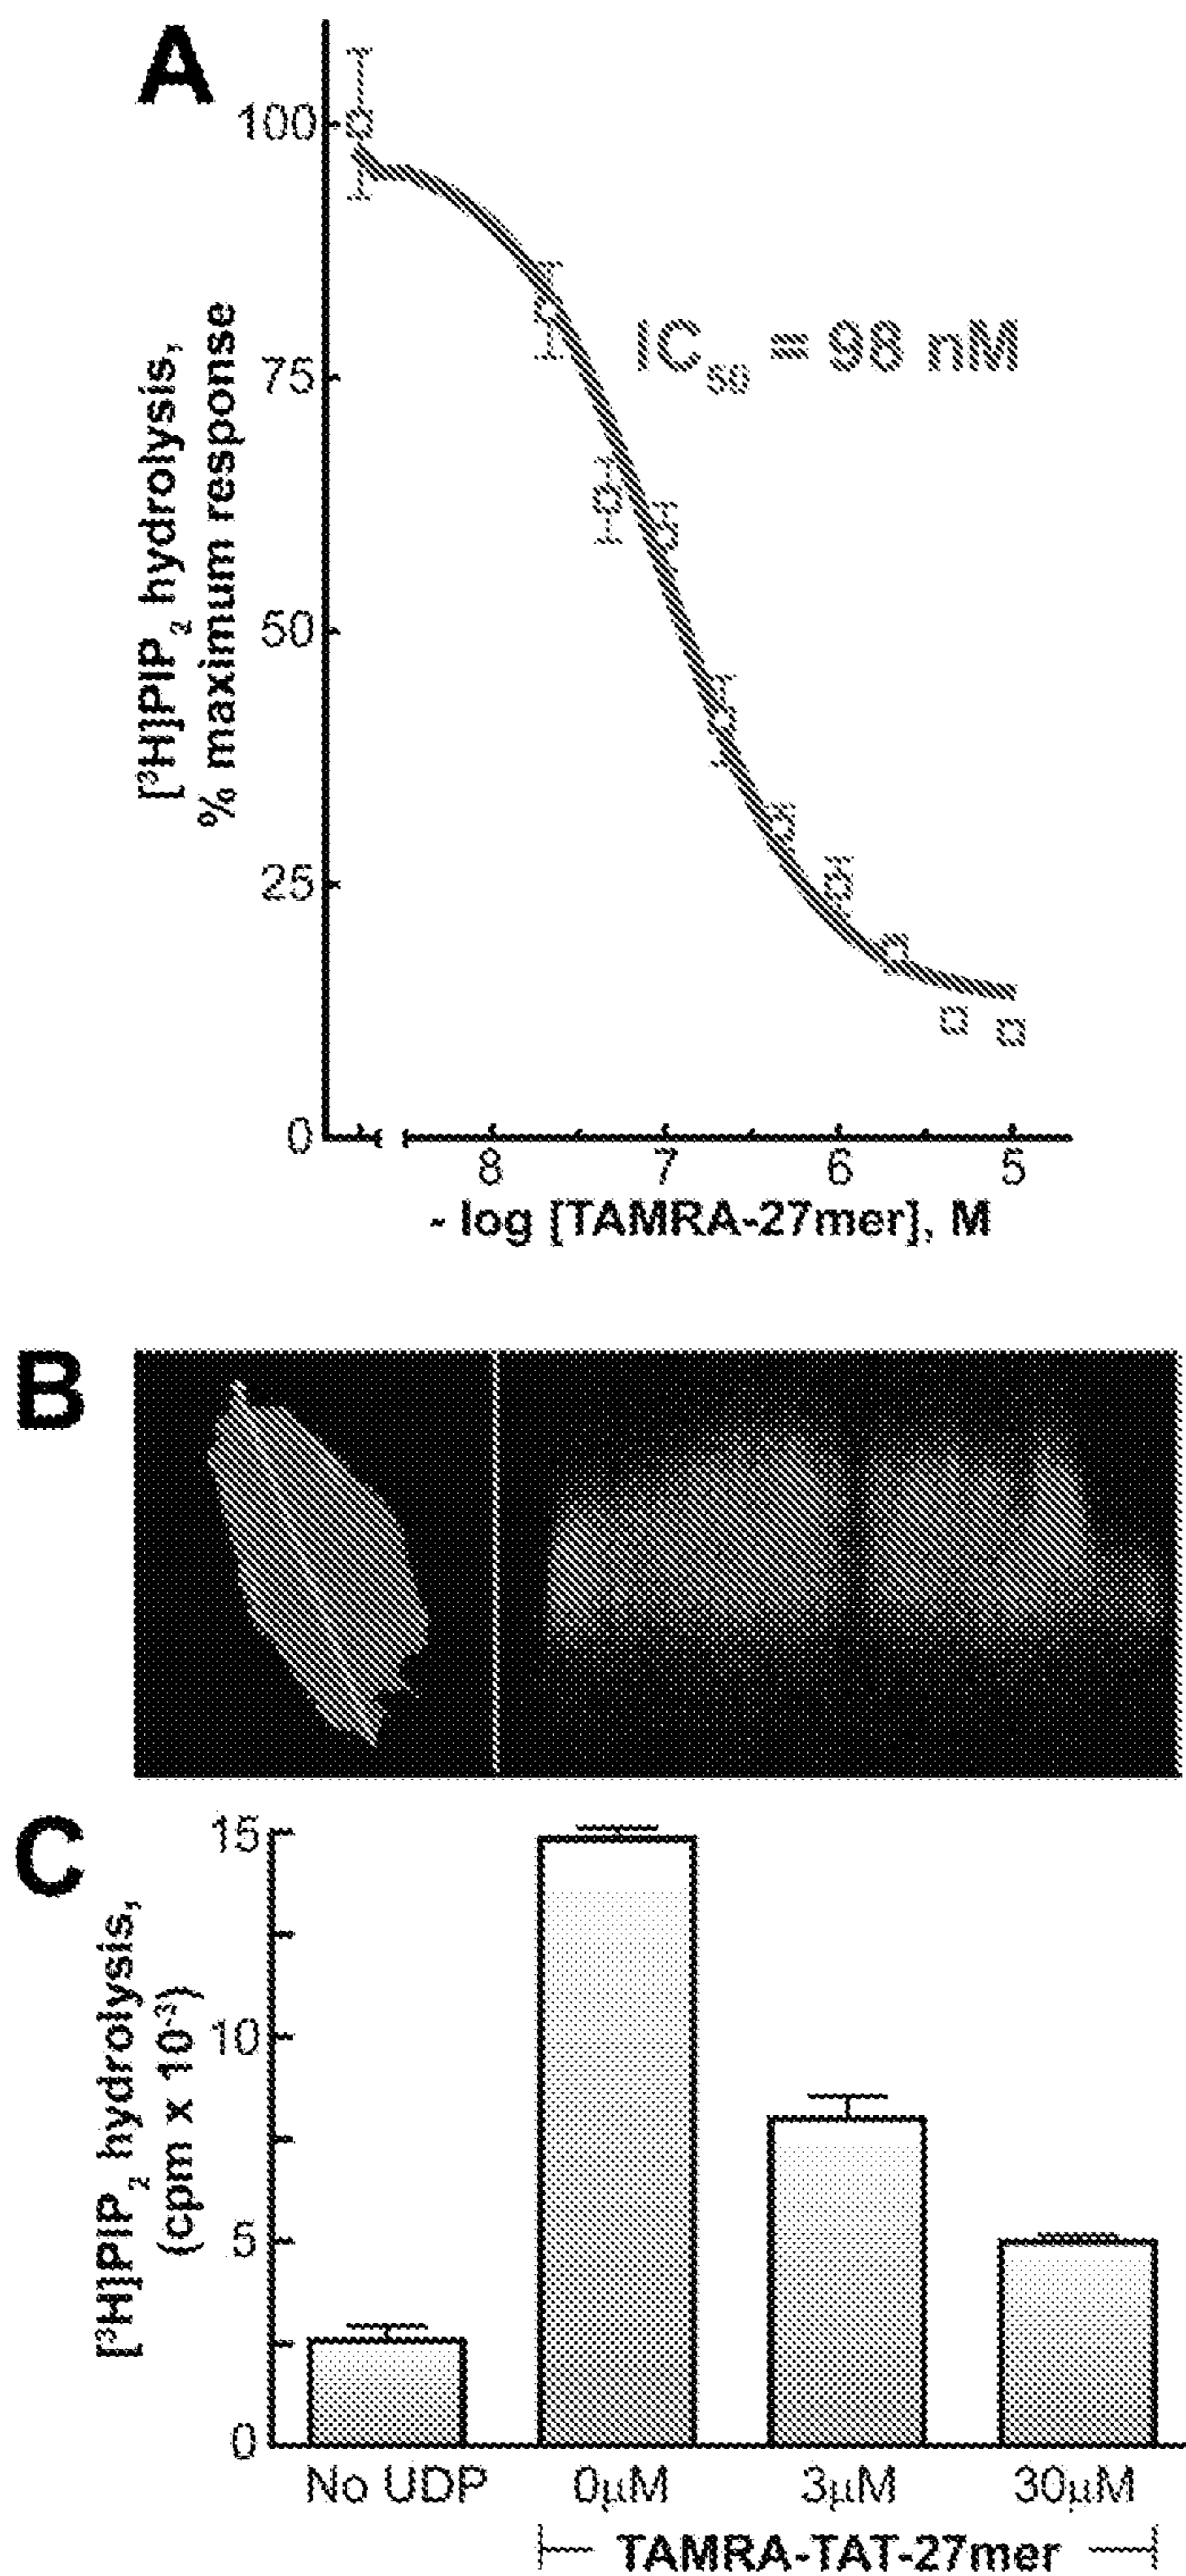 A
100
75
50
25
0
[³H]PIP₂ hydrolysis,
% maximum response
IC₅₀ = 98 nM
8 7 6 5
- log [TAMRA-27mer], M
B
C
15
10
5
0
[³H]PIP₂ hydrolysis,
(cpm x 10⁻³)
No UDP 0μM 3μM 30μM
TAMRA-TAT-27mer